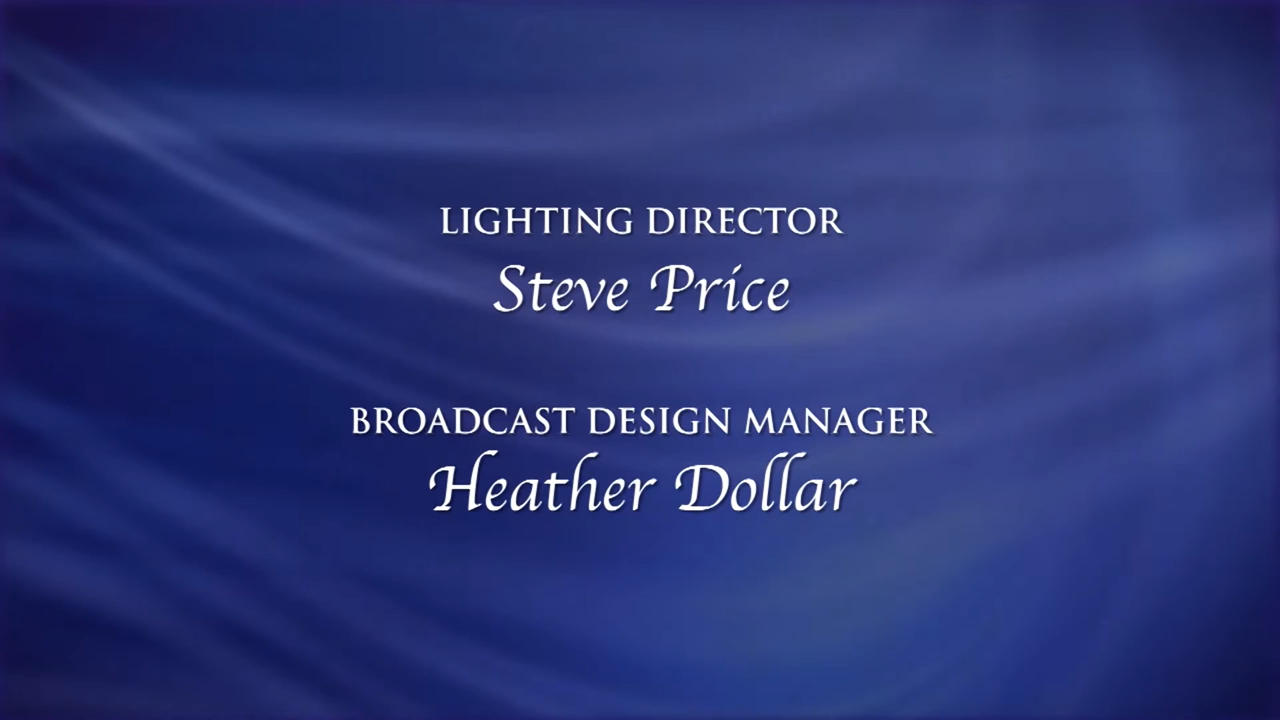 LIGHTING DIRECTOR
Steve Price
BROADCAST DESIGN MANAGER
Heather Dollar